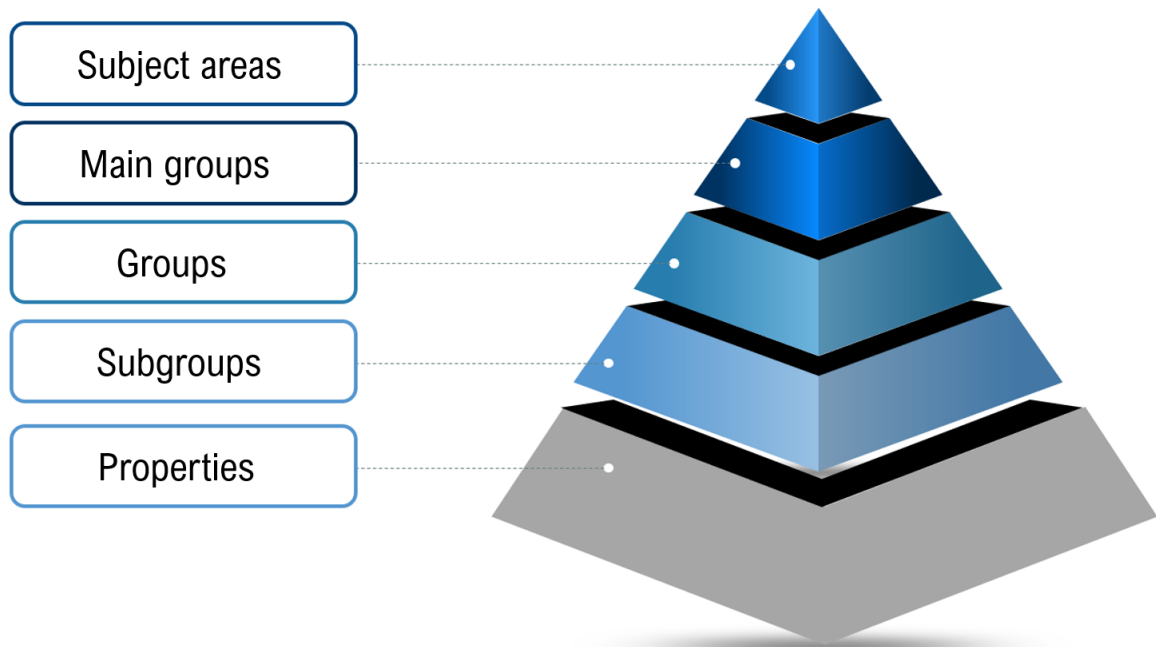 Subject areas
Main groups
Groups
Subgroups
Properties